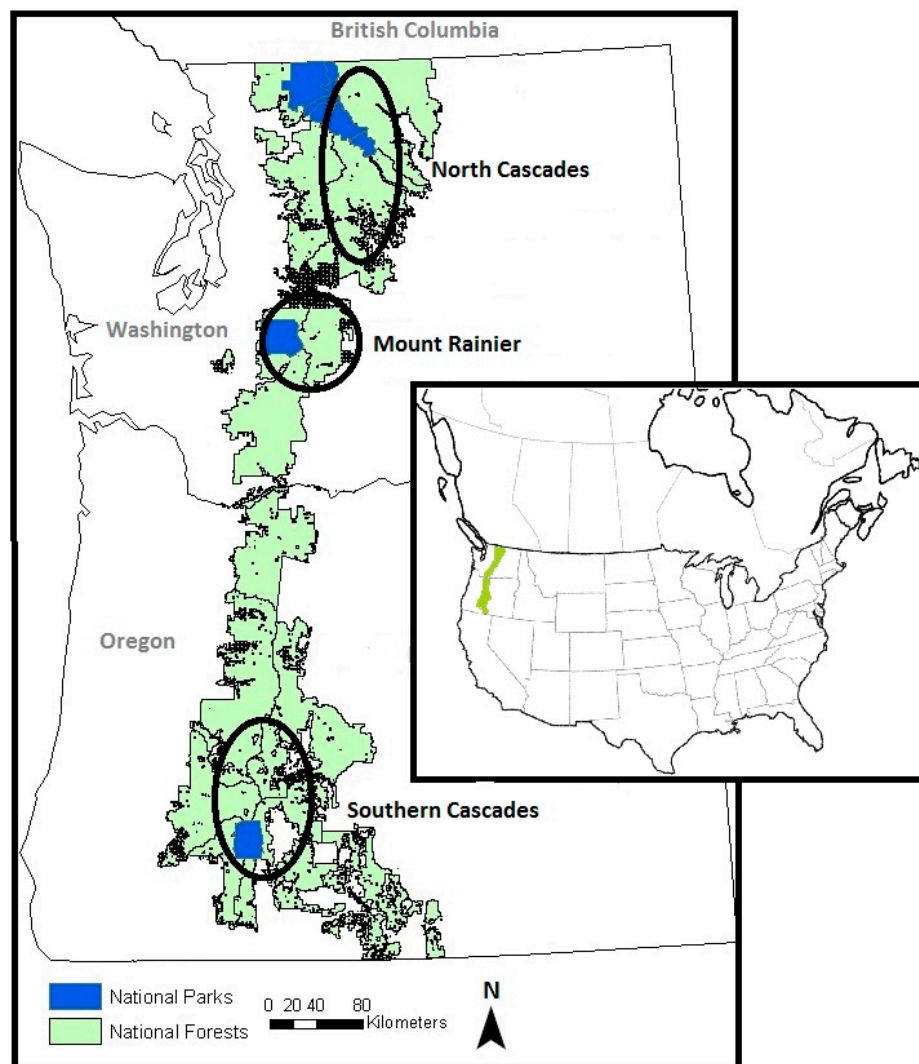 British Columbia
North Cascades
Washington
Mount Rainier
Oregon
Southern Cascades
National Parks
National Forests
0 20 40 80
Kilometers
N